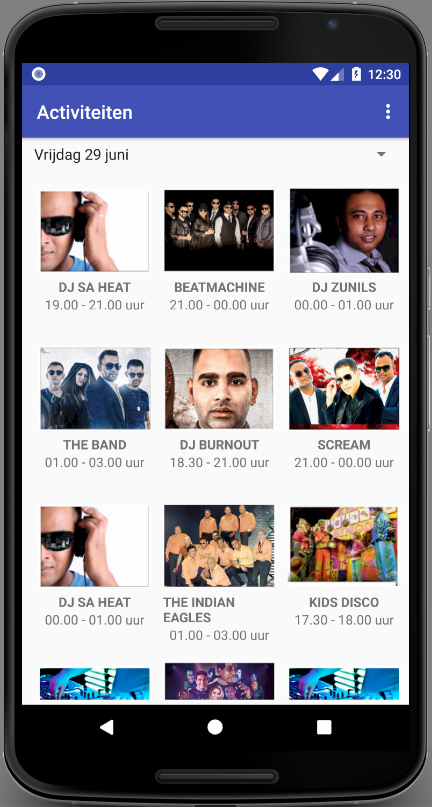 12:30
Activiteiten
Vrijdag 29 juni
DJ SA HEAT
19.00 - 21.00 uur
BEATMACHINE
21.00 - 00.00 uur
DJ ZUNILS
00.00 - 01.00 uur
THE BAND
01.00 - 03.00 uur
DJ BURNOUT
18.30 - 21.00 uur
SCREAM
21.00 - 00.00 uur
DJ SA HEAT
00.00 - 01.00 uur
THE INDIAN
EAGLES
01.00 - 03.00 uur
KIDS DISCO
17.30 - 18.00 uur